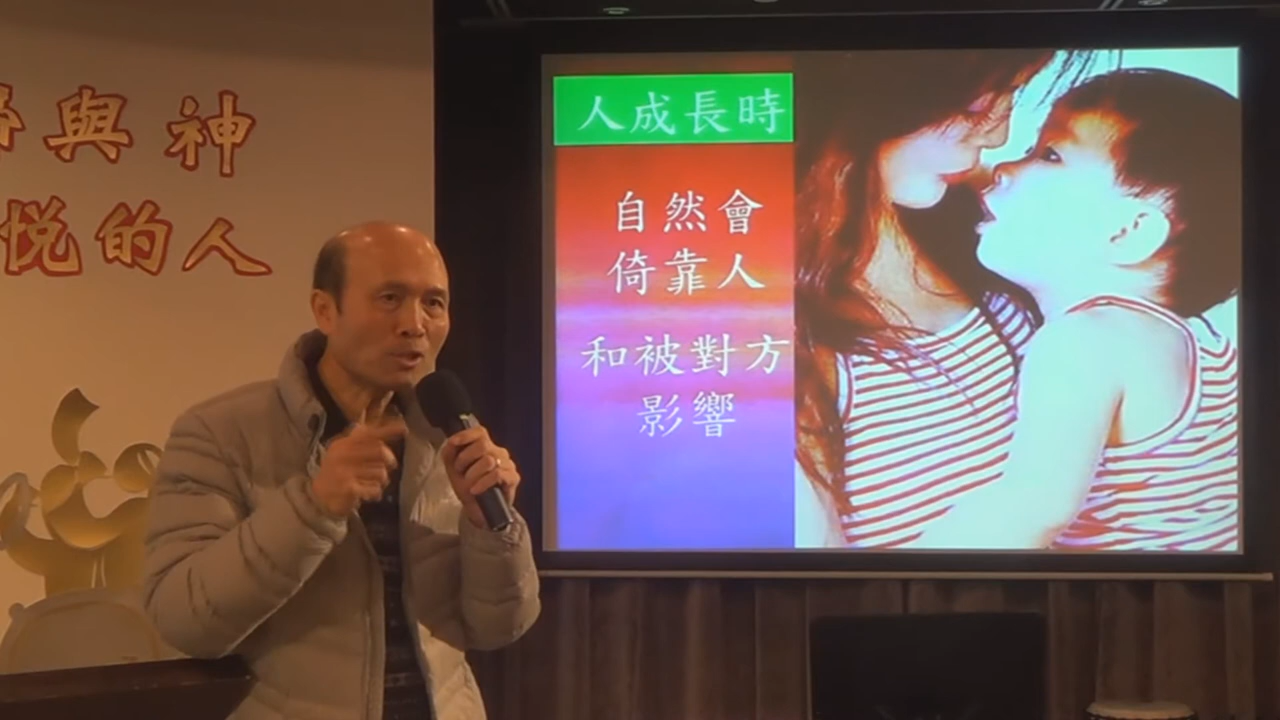 與神
悅的人
人成長時
自然會
倚靠人
和被對方
影響